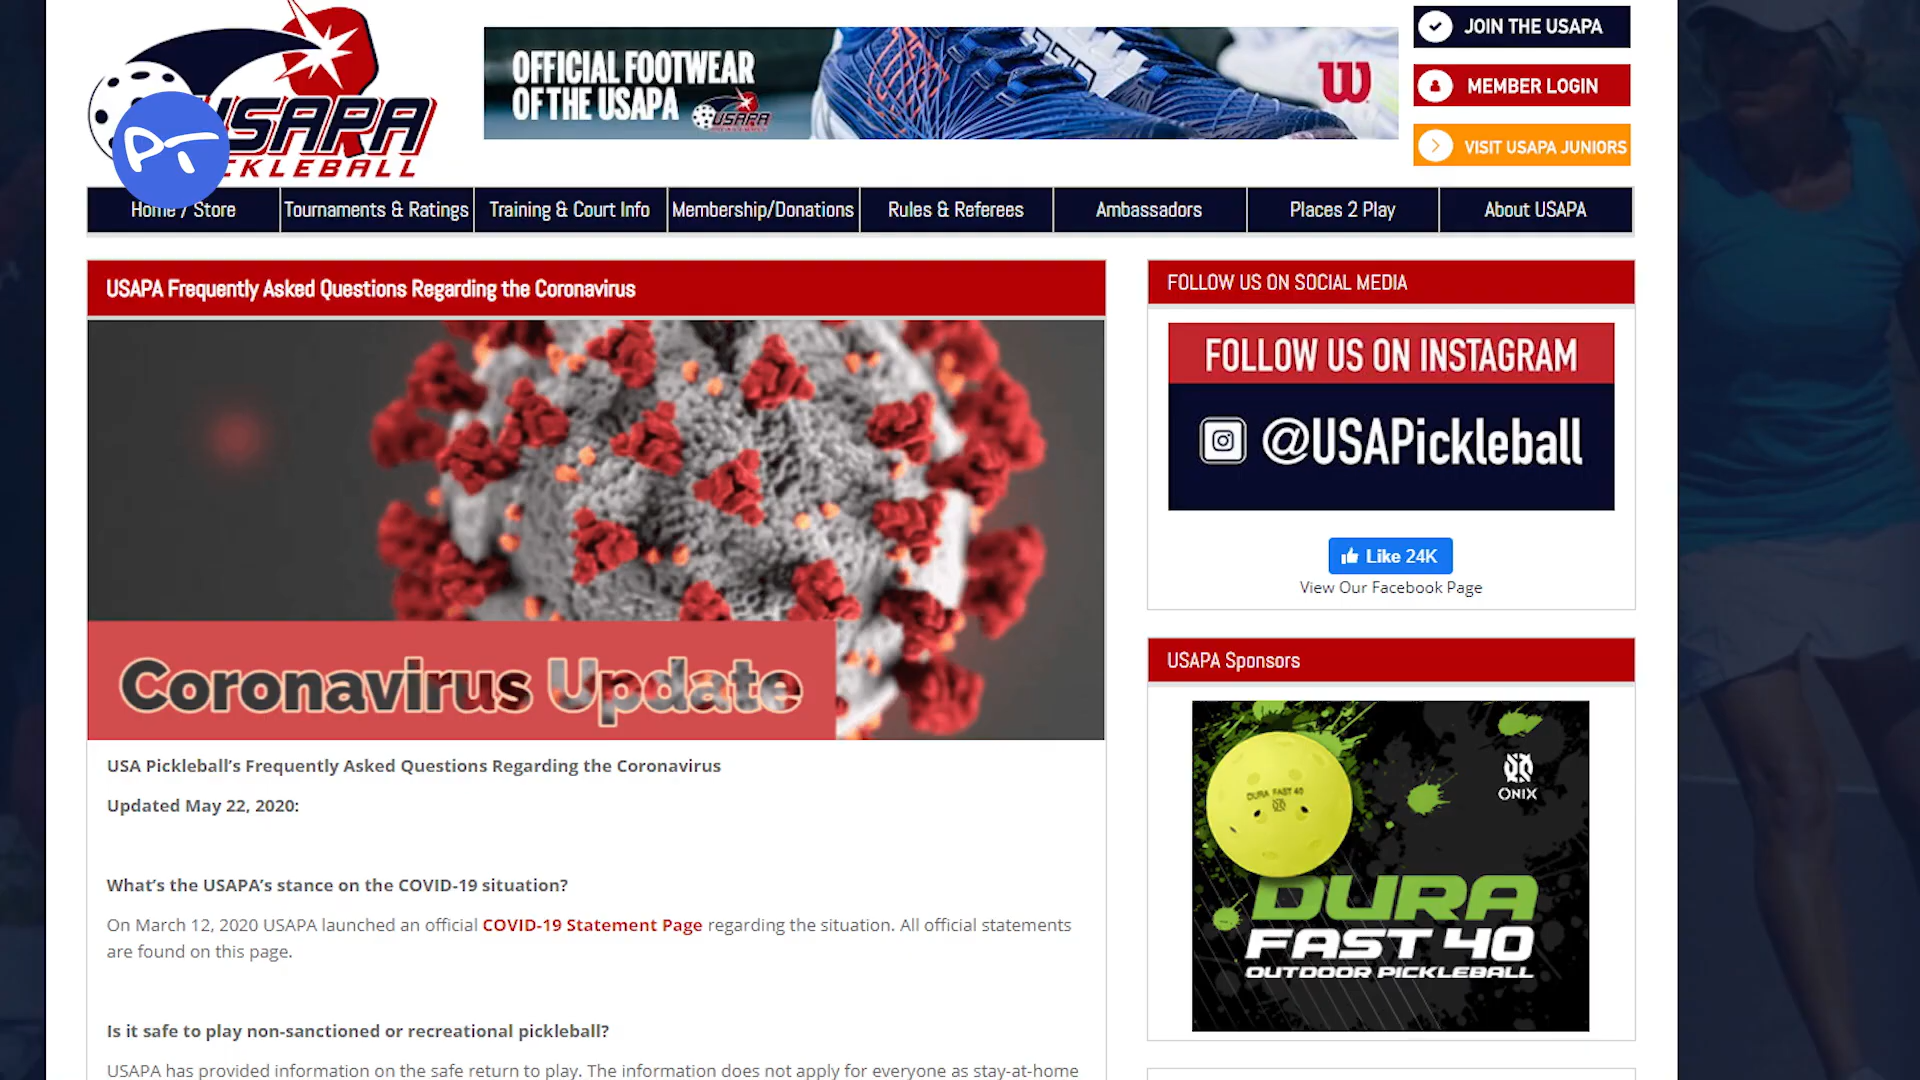 USAPA
PICKLEBALL
PT
OFFICIAL FOOTWEAR
OF THE USAPA
USAPA
W
JOIN THE USAPA
MEMBER LOGIN
VISIT USAPA JUNIORS
Home / Store
Tournaments & Ratings
Training & Court Info
Membership/Donations
Rules & Referees
Ambassadors
Places 2 Play
About USAPA
USAPA Frequently Asked Questions Regarding the Coronavirus
Coronavirus Update
USA Pickleball’s Frequently Asked Questions Regarding the Coronavirus
Updated May 22, 2020:
What’s the USAPA’s stance on the COVID-19 situation?
On March 12, 2020 USAPA launched an official COVID-19 Statement Page regarding the situation. All official statements
are found on this page.
Is it safe to play non-sanctioned or recreational pickleball?
USAPA has provided information on the safe return to play. The information does not apply for everyone as stay-at-home
FOLLOW US ON SOCIAL MEDIA
FOLLOW US ON INSTAGRAM
@USAPickleball
Like 24K
View Our Facebook Page
USAPA Sponsors
DURA FAST 40
ONIX
DURA
FAST 40
OUTDOOR PICKLEBALL